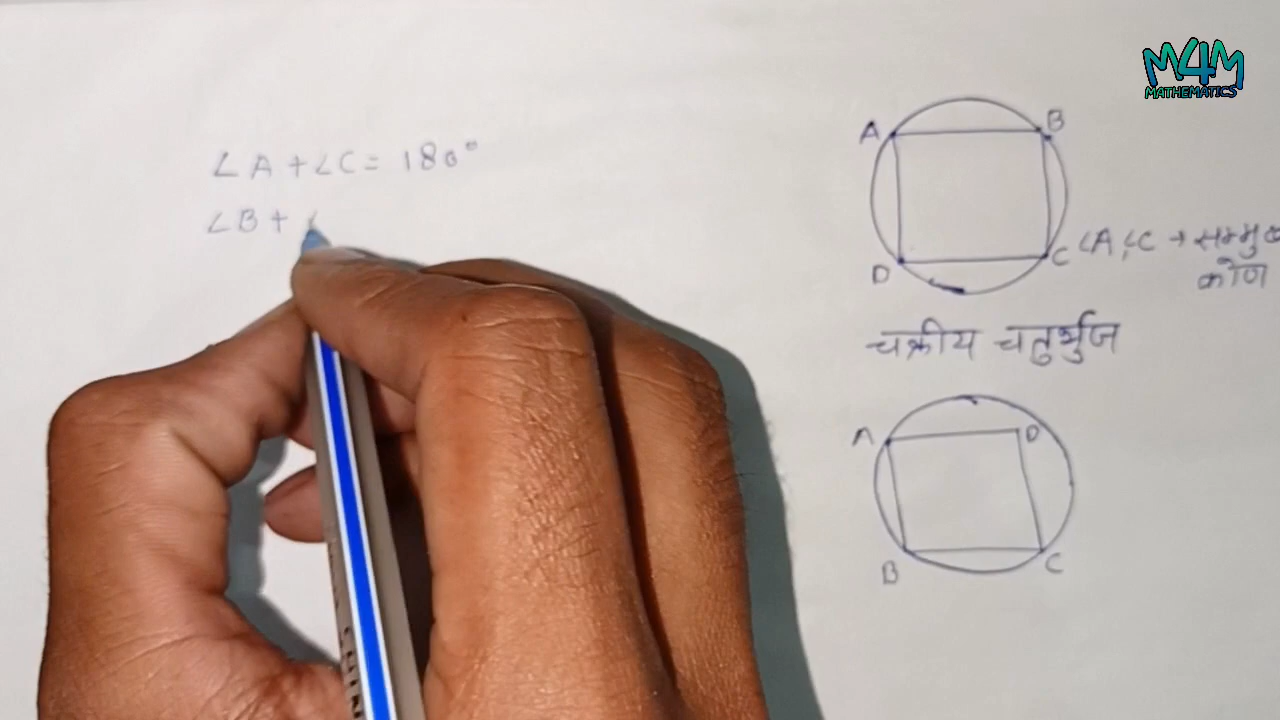 ∠A + ∠C = 180°
∠B + ∠
M4M
MATHEMATICS
A B
D C
∠A, ∠C → सम्मुख
कोण
चक्रीय चतुर्भुज
A D
B C